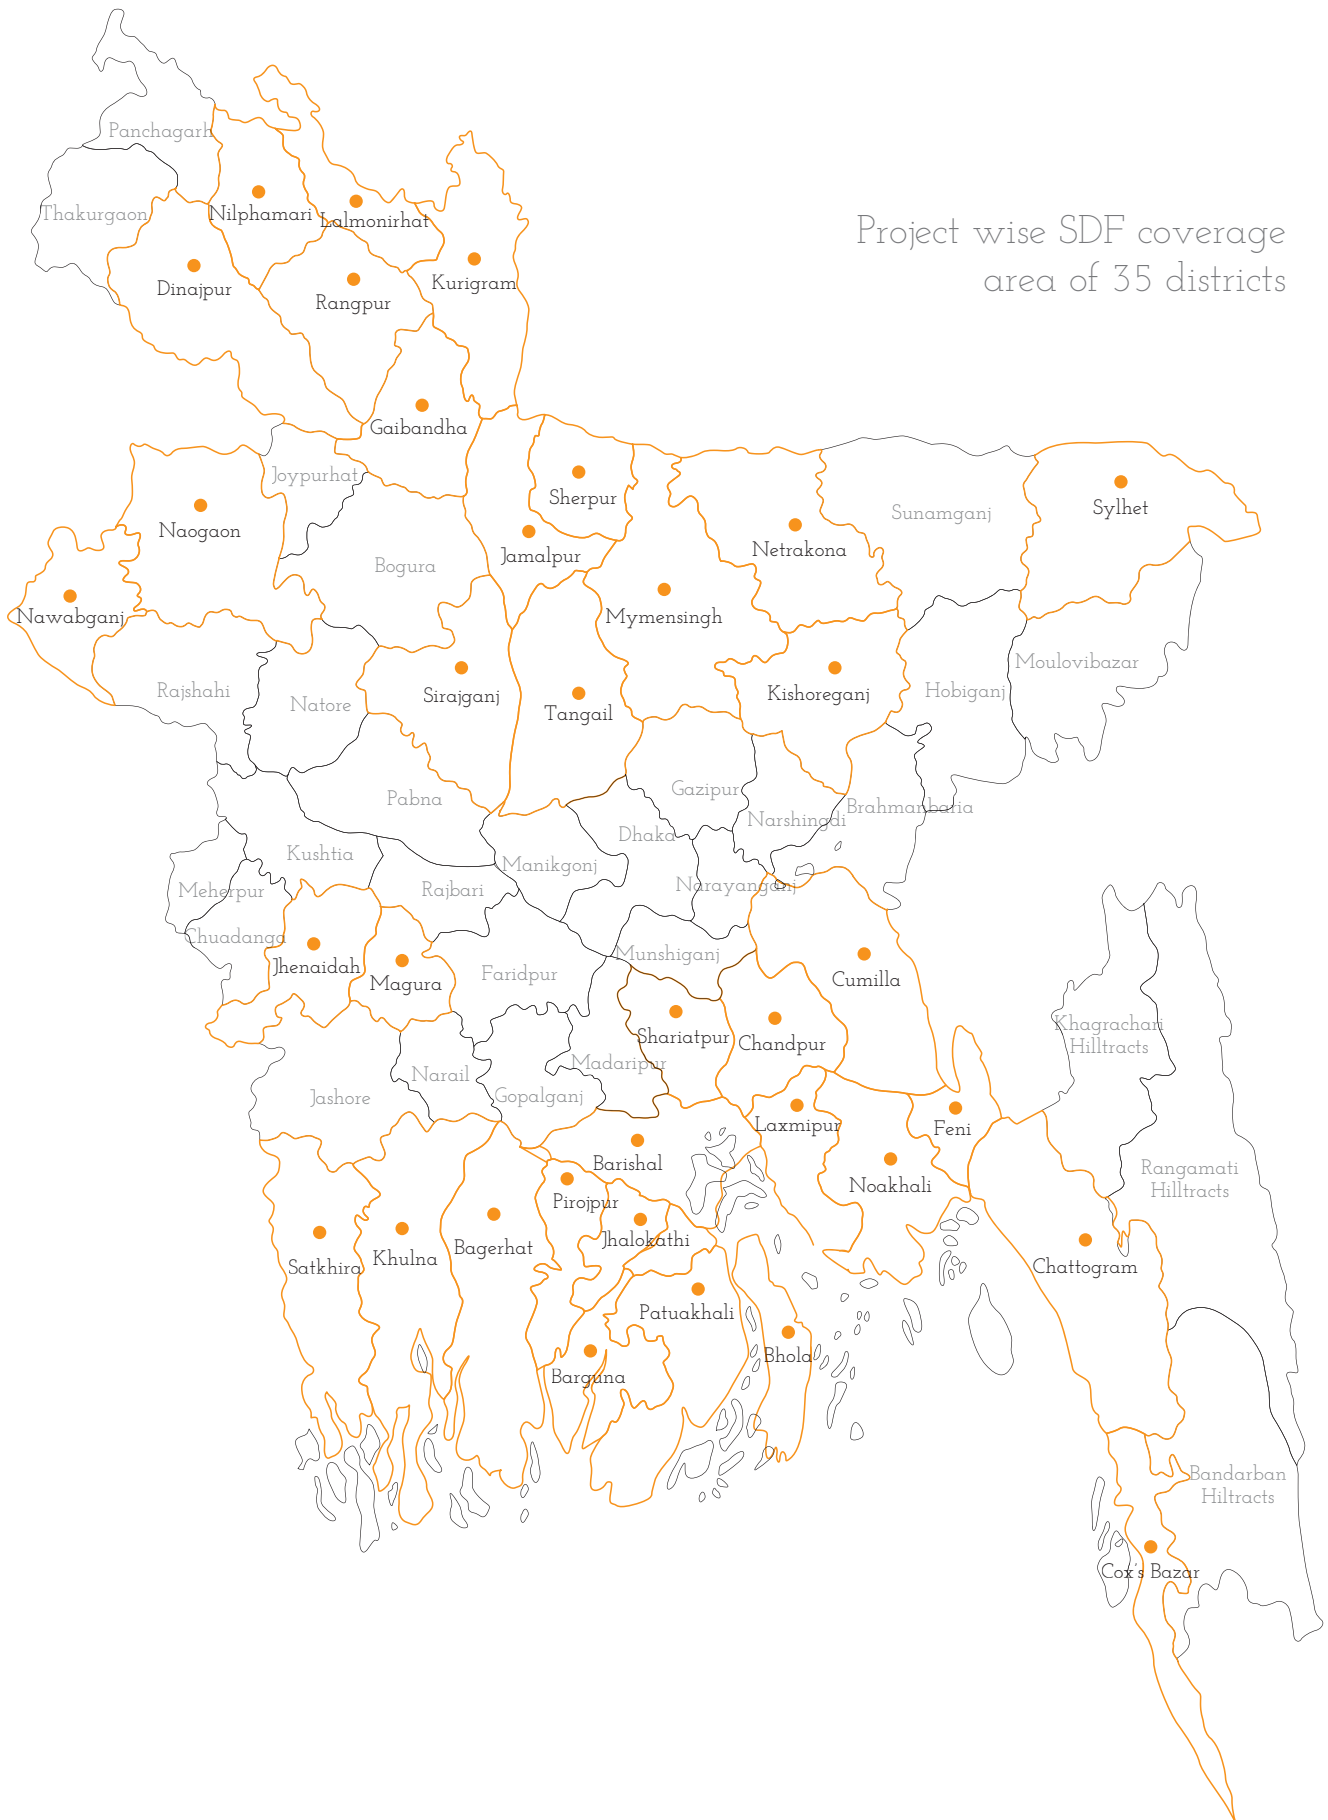 Panchagarh
Thakurgaon
Nilphamari
Lalmonirhat
Project wise SDF coverage
area of 35 districts
Dinajpur
Rangpur
Kurigram
Gaibandha
Joypurhat
Sherpur
Sunamganj
Sylhet
Naogaon
Jamalpur
Netrakona
Bogura
Nawabganj
Mymensingh
Moulovibazar
Rajshahi
Natore
Sirajganj
Tangail
Kishoreganj
Hobiganj
Pabna
Gazipur
Narshingdi
Brahmanbaria
Dhaka
Kushtia
Manikgonj
Meherpur
Rajbari
Narayanganj
Chuadanga
Jhenaidah
Magura
Faridpur
Munshiganj
Cumilla
Shariatpur
Chandpur
Khagrachari
Hilltracts
Madaripur
Narail
Jashore
Gopalganj
Laxmipur
Feni
Barishal
Noakhali
Rangamati
Hilltracts
Pirojpur
Satkhira
Khulna
Bagerhat
Jhalokathi
Chattogram
Patuakhali
Bhola
Barguna
Bandarban
Hiltracts
Cox's Bazar